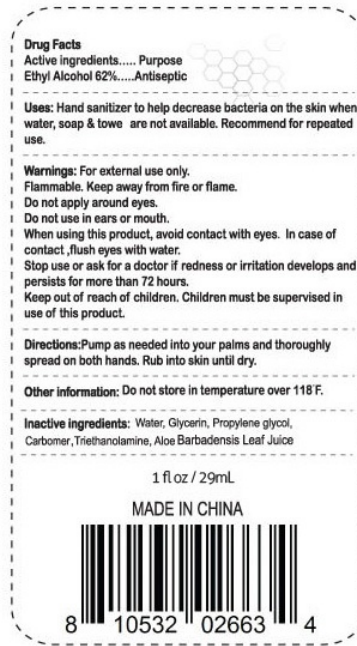 Drug Facts
Active ingredients..... Purpose
Ethyl Alcohol 62%.....Antiseptic
Uses: Hand sanitizer to help decrease bacteria on the skin when
water, soap & towe are not available. Recommend for repeated
use.
Warnings: For external use only.
Flammable. Keep away from fire or flame.
Do not apply around eyes.
Do not use in ears or mouth.
When using this product, avoid contact with eyes. In case of
contact ,flush eyes with water.
Stop use or ask for a doctor if redness or irritation develops and
persists for more than 72 hours.
Keep out of reach of children. Children must be supervised in
use of this product.
Directions:Pump as needed into your palms and thoroughly
spread on both hands. Rub into skin until dry.
Other information: Do not store in temperature over 118°F.
Inactive ingredients: Water, Glycerin, Propylene glycol,
Carbomer,Triethanolamine, Aloe Barbadensis Leaf Juice
1 fl oz / 29mL
MADE IN CHINA
8 10532 02663 4